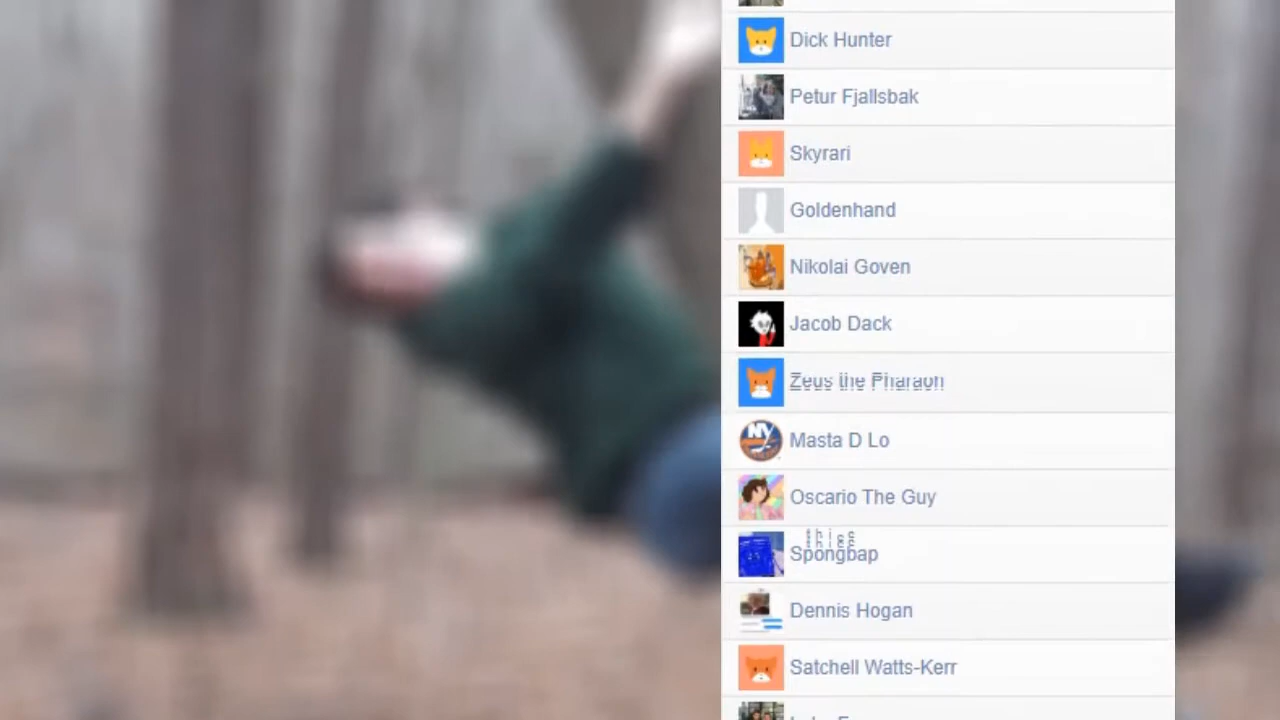 Dick Hunter
Petur Fjallsbak
Skyrari
Goldenhand
Nikolai Goven
Jacob Dack
Zeus the Pharaoh
NY
Masta D Lo
Oscario The Guy
Spongbap
Dennis Hogan
Satchell Watts-Kerr